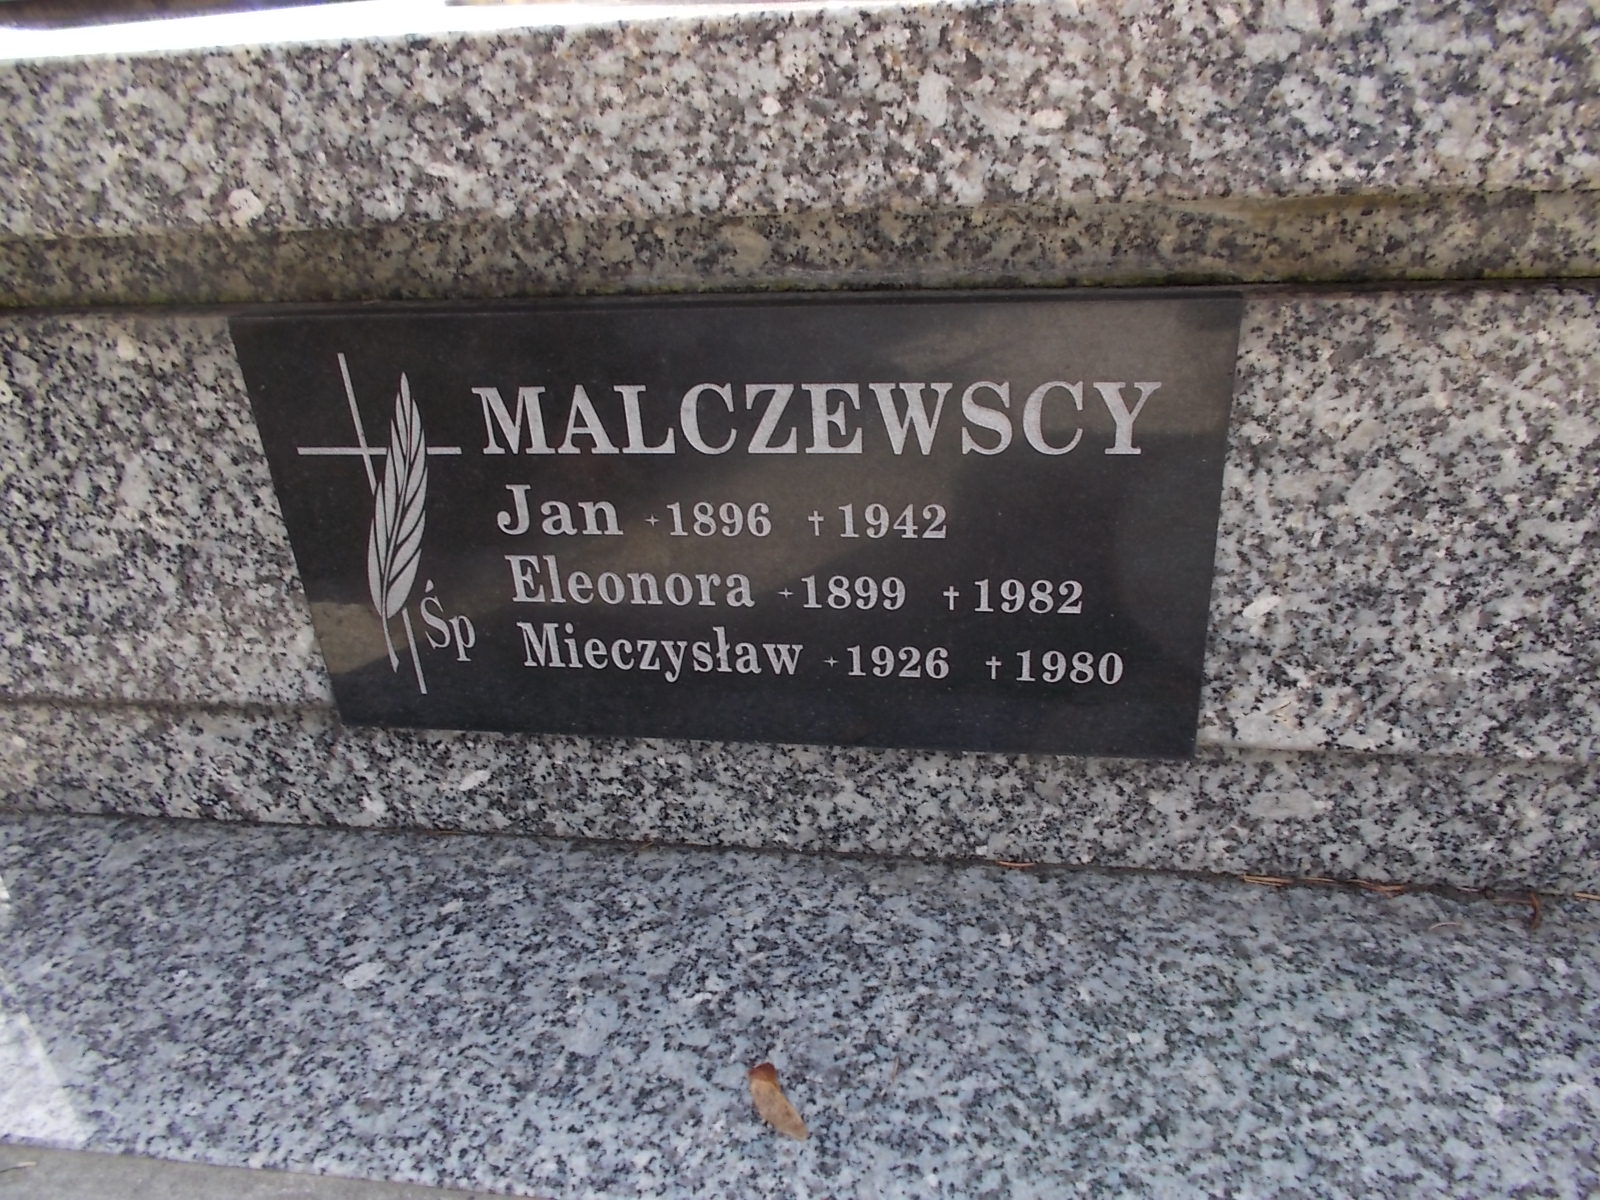 MALCZEWSCY
Jan +1896 †1942
Eleonora +1899 †1982
Śp Mieczysław +1926 †1980